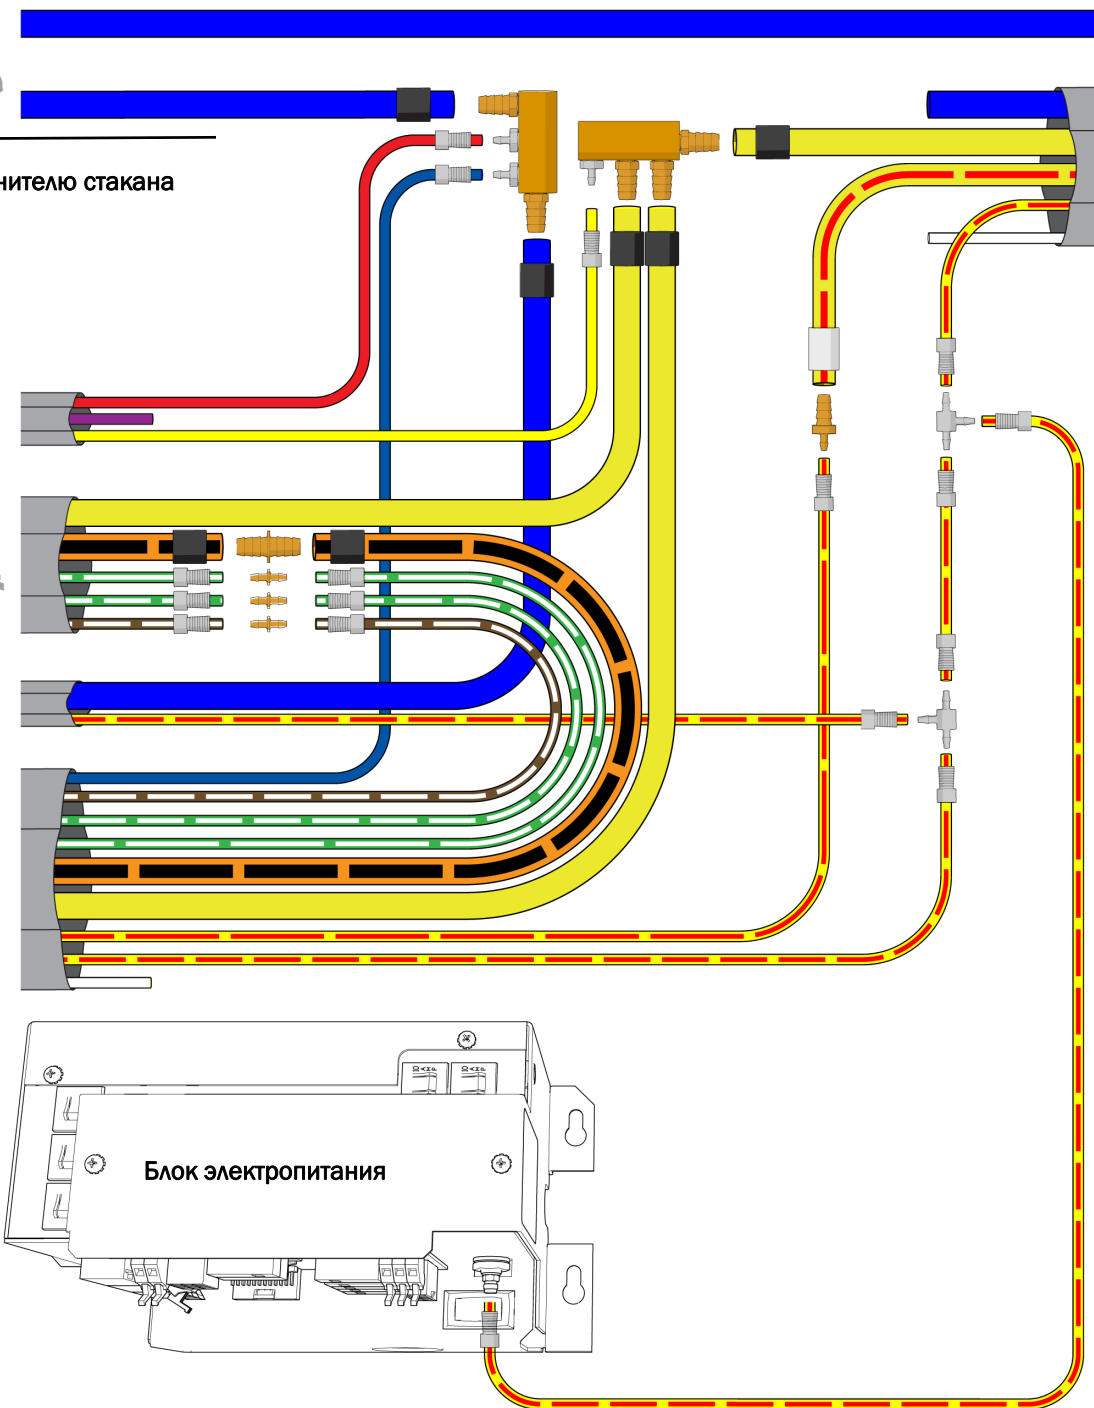 нителю стакана
Блок электропитания